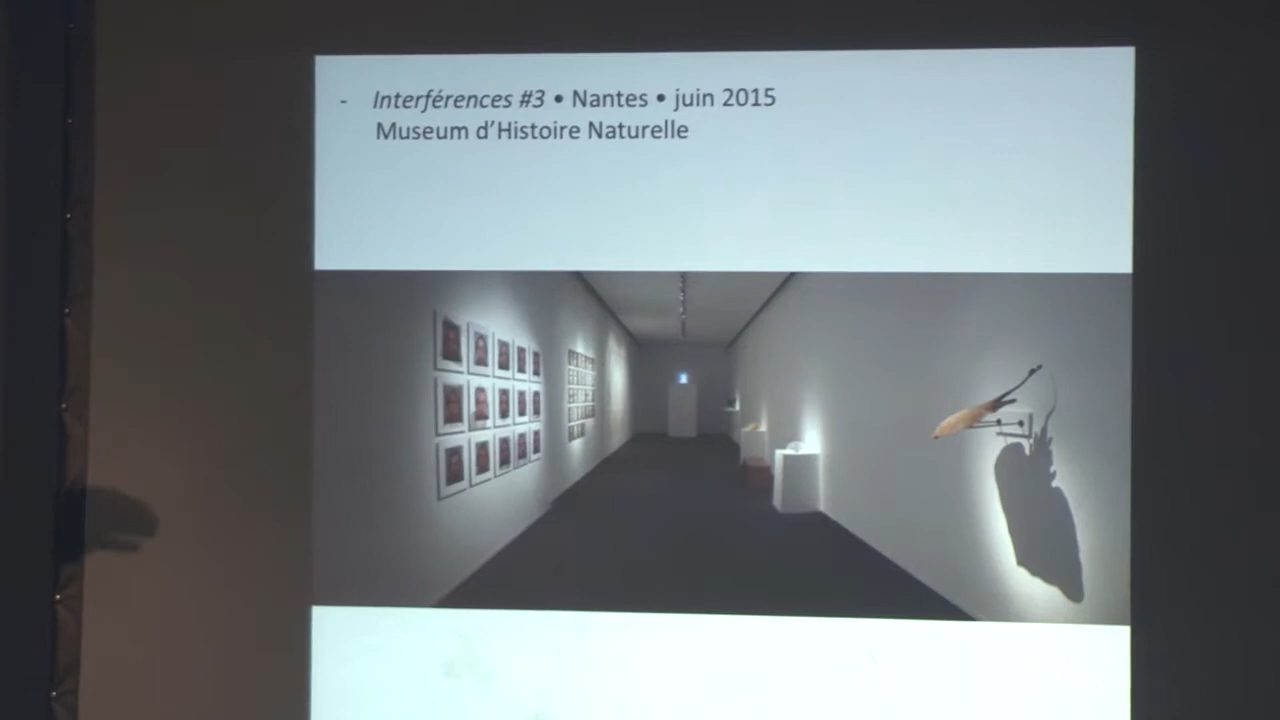 - Interférences #3 • Nantes • juin 2015
Museum d’Histoire Naturelle